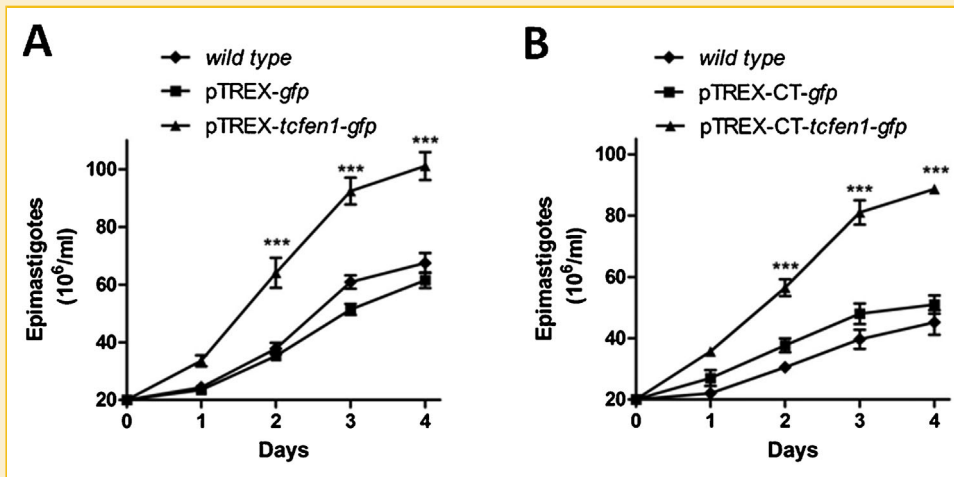 A
wild type
pTREX-gfp
pTREX-tcfen1-gfp
Epimastigotes
(10⁶/ml)
100
80
60
40
20
***
***
***
0
1
2
3
4
Days
B
wild type
pTREX-CT-gfp
pTREX-CT-tcfen1-gfp
Epimastigotes
(10⁶/ml)
100
80
60
40
20
***
***
***
0
1
2
3
4
Days